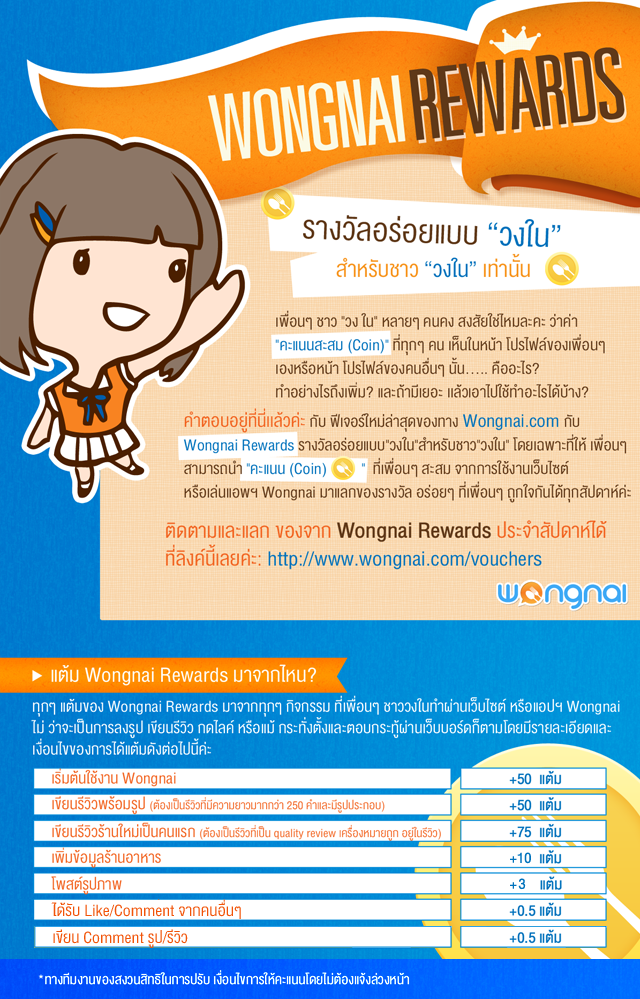 WONGNAI REWARDS
รางวัลอร่อยแบบ “วงใน”
สำหรับชาว “วงใน” เท่านั้น
เพื่อนๆ ชาว "วง ใน" หลายๆ คนคง สงสัยใช่ไหมละคะ ว่าค่า
"คะแนนสะสม (Coin)" ที่ทุกๆ คน เห็นในหน้า โปรไฟล์ของเพื่อนๆ
เองหรือหน้า โปรไฟล์ของคนอื่นๆ นั้น..... คืออะไร?
ทำอย่างไรถึงเพิ่ม? และถ้ามีเยอะ แล้วเอาไปใช้ทำอะไรได้บ้าง?
คำตอบอยู่ที่นี่แล้วค่ะ กับ ฟีเจอร์ใหม่ล่าสุดของทาง Wongnai.com กับ
Wongnai Rewards รางวัลอร่อยแบบ"วงใน"สำหรับชาว"วงใน" โดยเฉพาะที่ให้ เพื่อนๆ
สามารถนำ "คะแนน (Coin) " ที่เพื่อนๆ สะสม จากการใช้งานเว็บไซต์
หรือเล่นแอพฯ Wongnai มาแลกของรางวัล อร่อยๆ ที่เพื่อนๆ ถูกใจกันได้ทุกสัปดาห์ค่ะ
ติดตามและแลก ของจาก Wongnai Rewards ประจำสัปดาห์ได้
ที่ลิงค์นี้เลยค่ะ: http://www.wongnai.com/vouchers
wongnai
แต้ม Wongnai Rewards มาจากไหน?
ทุกๆ แต้มของ Wongnai Rewards มาจากทุกๆ กิจกรรม ที่เพื่อนๆ ชาววงในทำผ่านเว็บไซต์ หรือแอปฯ Wongnai
ไม่ ว่าจะเป็นการลงรูป เขียนรีวิว กดไลค์ หรือแม้ กระทั่งตั้งและตอบกระทู้ผ่านเว็บบอร์ดก็ตามโดยมีรายละเอียดและ
เงื่อนไขของการได้แต้มดังต่อไปนี้ค่ะ
เริ่มต้นใช้งาน Wongnai +50 แต้ม
เขียนรีวิวพร้อมรูป (ต้องเป็นรีวิวที่มีความยาวมากกว่า 250 คำและมีรูปประกอบ) +50 แต้ม
เขียนรีวิวร้านใหม่เป็นคนแรก (ต้องเป็นรีวิวที่เป็น quality review เครื่องหมายถูก อยู่ในรีวิว) +75 แต้ม
เพิ่มข้อมูลร้านอาหาร +10 แต้ม
โพสต์รูปภาพ +3 แต้ม
ได้รับ Like/Comment จากคนอื่นๆ +0.5 แต้ม
เขียน Comment รูป/รีวิว +0.5 แต้ม
*ทางทีมงานของสงวนสิทธิในการปรับ เงื่อนไขการให้คะแนนโดยไม่ต้องแจ้งล่วงหน้า